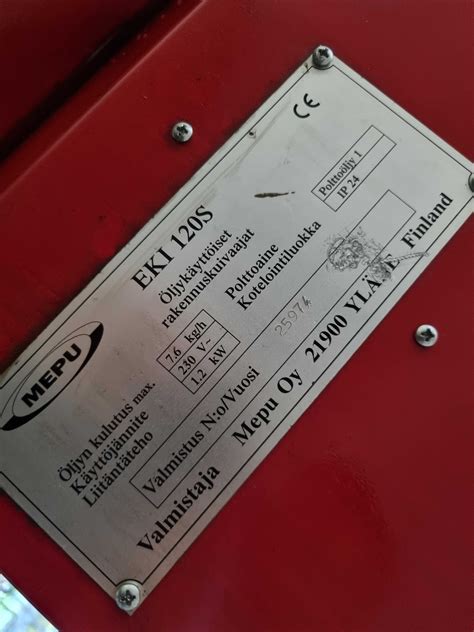 CE
MEPU
EKI 120S
Öljykäyttöiset
rakennuskuivaajat
Öljyn kulutus max. 7.6 kg/h
Käyttöjännite 230 V~
Liitäntäteho 1.2 kW
Polttoaine Polttoöljy 1
Kotelointiluokka IP 24
Valmistus N:o/Vuosi 25974
Valmistaja Mepu Oy 21900 YLÄNE Finland